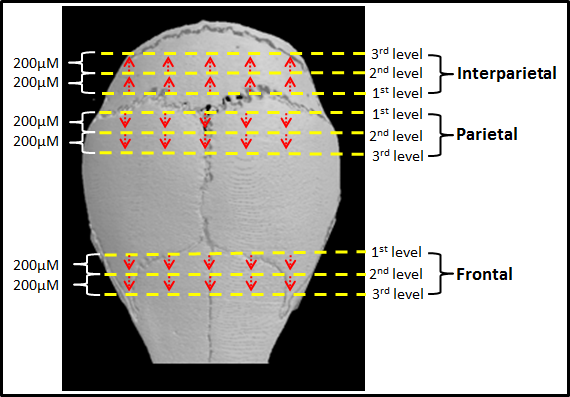 3rd level
200µM
2nd level
Interparietal
200µM
1st level
1st level
200µM
2nd level
Parietal
200µM
3rd level
1st level
200µM
2nd level
Frontal
200µM
3rd level